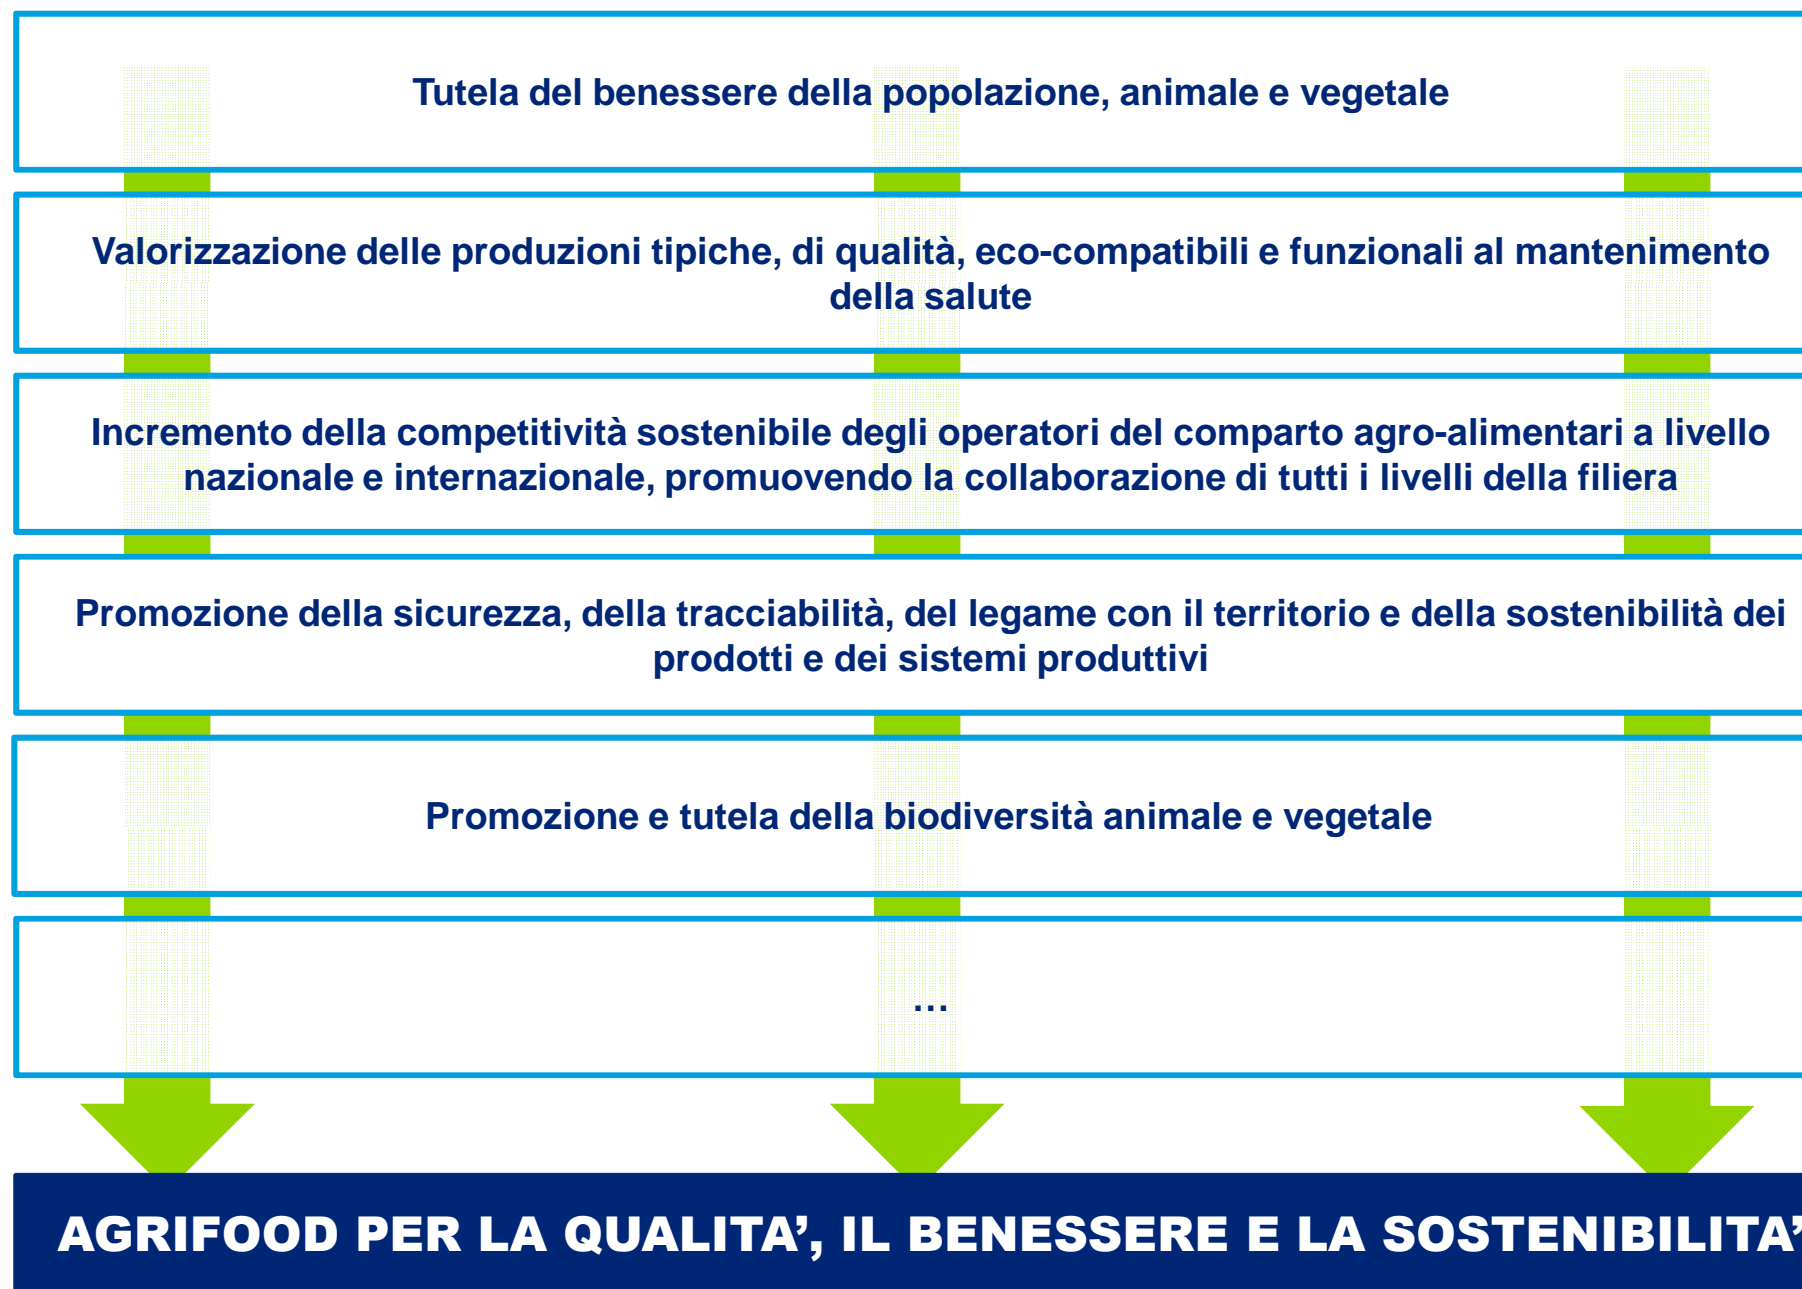 Tutela del benessere della popolazione, animale e vegetale
Valorizzazione delle produzioni tipiche, di qualità, eco-compatibili e funzionali al mantenimento
della salute
Incremento della competitività sostenibile degli operatori del comparto agro-alimentari a livello
nazionale e internazionale, promuovendo la collaborazione di tutti i livelli della filiera
Promozione della sicurezza, della tracciabilità, del legame con il territorio e della sostenibilità dei
prodotti e dei sistemi produttivi
Promozione e tutela della biodiversità animale e vegetale
…
AGRIFOOD PER LA QUALITA’, IL BENESSERE E LA SOSTENIBILITA’